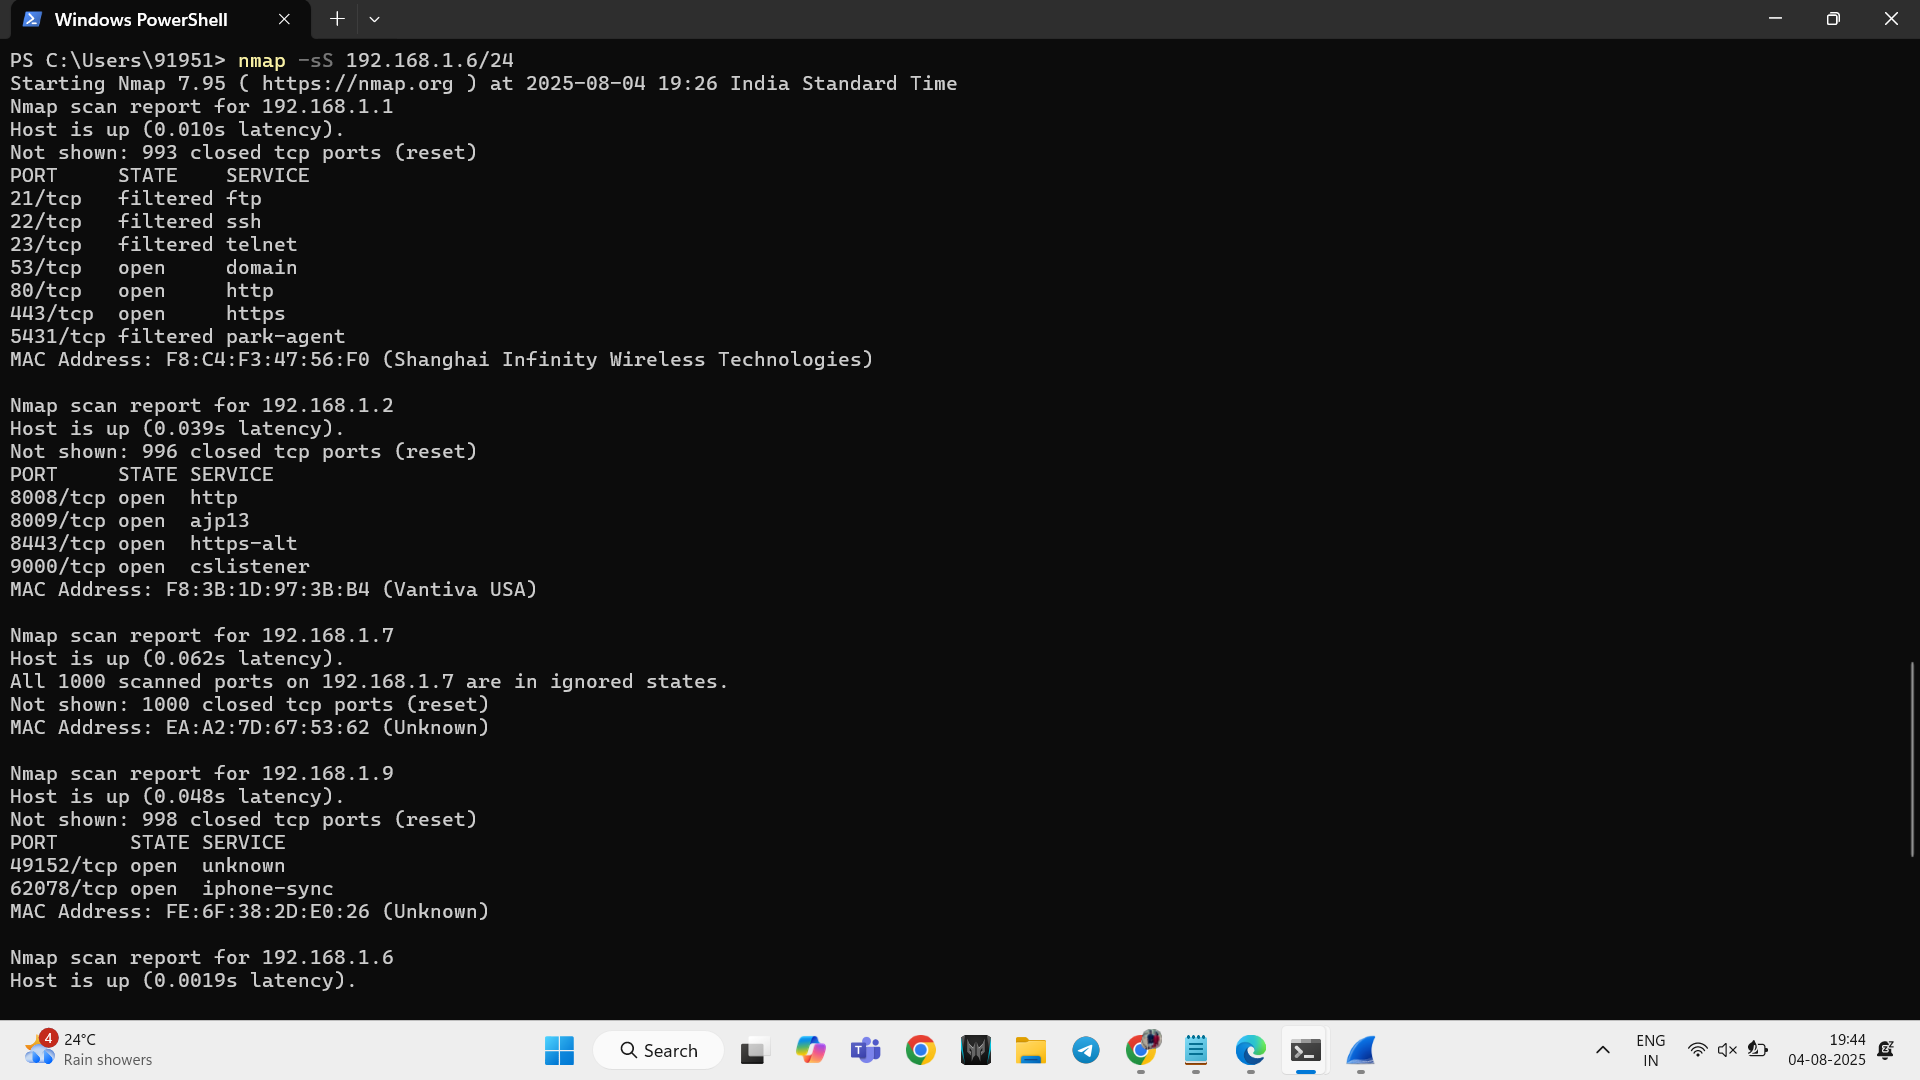 Windows PowerShell
PS C:\Users\91951> nmap -sS 192.168.1.6/24
Starting Nmap 7.95 ( https://nmap.org ) at 2025-08-04 19:26 India Standard Time
Nmap scan report for 192.168.1.1
Host is up (0.010s latency).
Not shown: 993 closed tcp ports (reset)
PORT     STATE    SERVICE
21/tcp   filtered ftp
22/tcp   filtered ssh
23/tcp   filtered telnet
53/tcp   open     domain
80/tcp   open     http
443/tcp  open     https
5431/tcp filtered park-agent
MAC Address: F8:C4:F3:47:56:F0 (Shanghai Infinity Wireless Technologies)
Nmap scan report for 192.168.1.2
Host is up (0.039s latency).
Not shown: 996 closed tcp ports (reset)
PORT     STATE SERVICE
8008/tcp open  http
8009/tcp open  ajp13
8443/tcp open  https-alt
9000/tcp open  cslistener
MAC Address: F8:3B:1D:97:3B:B4 (Vantiva USA)
Nmap scan report for 192.168.1.7
Host is up (0.062s latency).
All 1000 scanned ports on 192.168.1.7 are in ignored states.
Not shown: 1000 closed tcp ports (reset)
MAC Address: EA:A2:7D:67:53:62 (Unknown)
Nmap scan report for 192.168.1.9
Host is up (0.048s latency).
Not shown: 998 closed tcp ports (reset)
PORT      STATE SERVICE
49152/tcp open  unknown
62078/tcp open  iphone-sync
MAC Address: FE:6F:38:2D:E0:26 (Unknown)
Nmap scan report for 192.168.1.6
Host is up (0.0019s latency).
4
24°C
Rain showers
Search
ENG
IN
19:44
04-08-2025